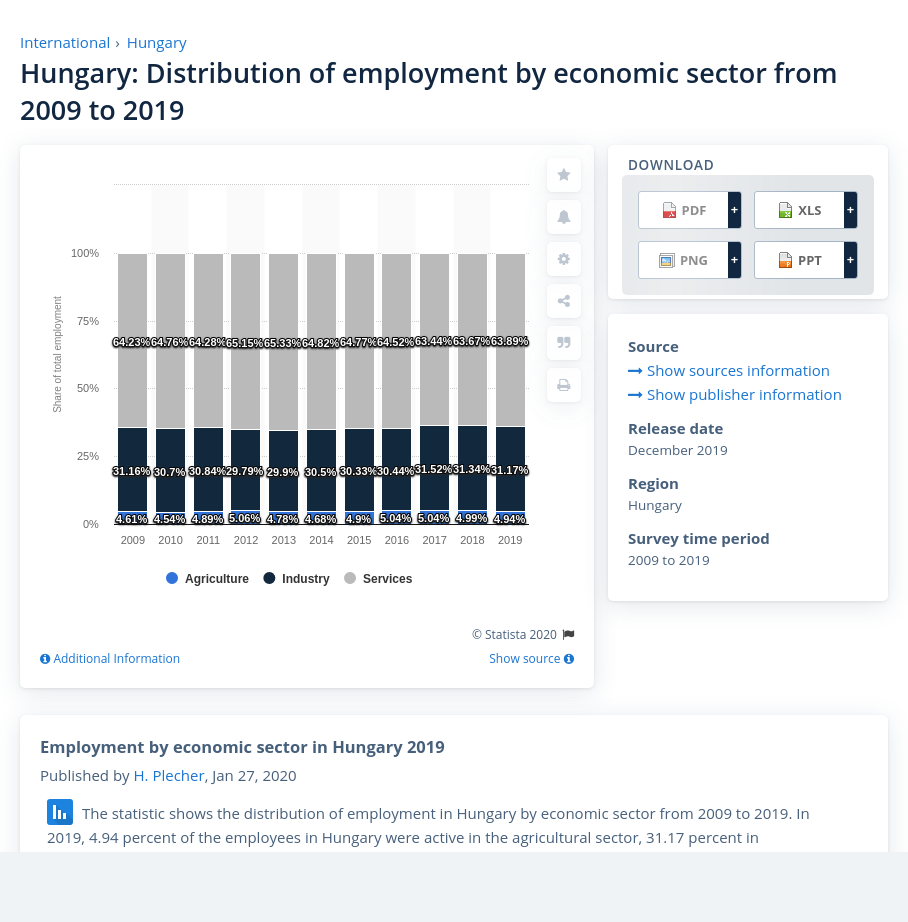 International › Hungary
Hungary: Distribution of employment by economic sector from
2009 to 2019
DOWNLOAD
PDF +
XLS +
PNG +
PPT +
Share of total employment
100%
75%
50%
25%
0%
64.23% 64.76% 64.28% 65.15% 65.33% 64.82% 64.77% 64.52% 63.44% 63.67% 63.89%
31.16% 30.7% 30.84% 29.79% 29.9% 30.5% 30.33% 30.44% 31.52% 31.34% 31.17%
4.61% 4.54% 4.89% 5.06% 4.78% 4.68% 4.9% 5.04% 5.04% 4.99% 4.94%
2009 2010 2011 2012 2013 2014 2015 2016 2017 2018 2019
Agriculture Industry Services
© Statista 2020
Additional Information
Show source
Source
Show sources information
Show publisher information
Release date
December 2019
Region
Hungary
Survey time period
2009 to 2019
Employment by economic sector in Hungary 2019
Published by H. Plecher, Jan 27, 2020
The statistic shows the distribution of employment in Hungary by economic sector from 2009 to 2019. In
2019, 4.94 percent of the employees in Hungary were active in the agricultural sector, 31.17 percent in